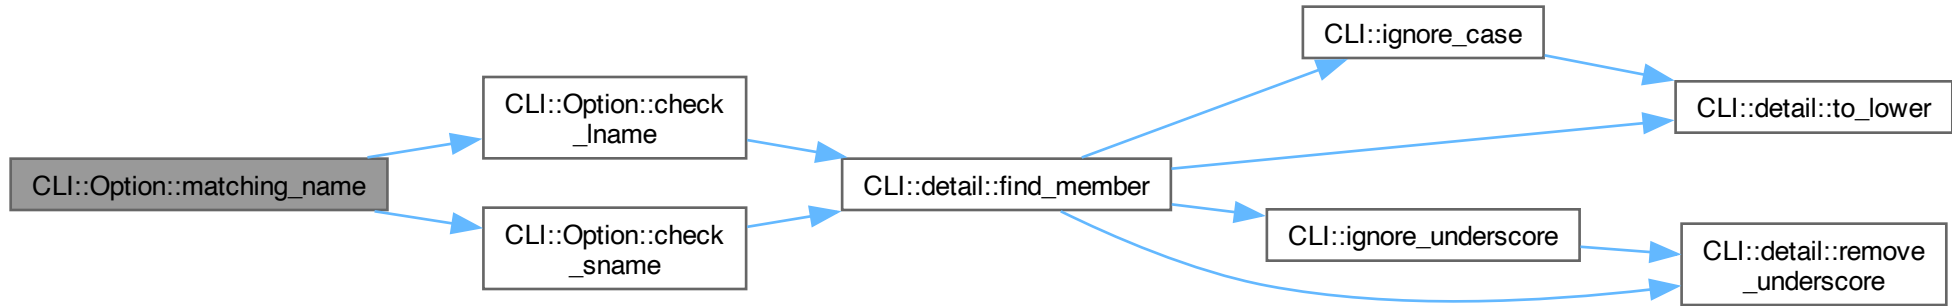 CLI::Option::matching_name
CLI::Option::check
_lname
CLI::Option::check
_sname
CLI::detail::find_member
CLI::ignore_case
CLI::detail::to_lower
CLI::ignore_underscore
CLI::detail::remove
_underscore